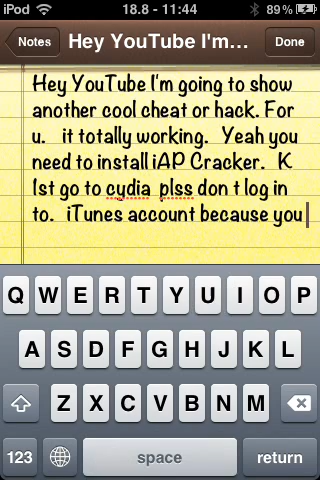 iPod 18.8 - 11:44 89%
Notes Hey YouTube I'm... Done
Hey YouTube I'm going to show
another cool cheat or hack. For
u. it totally working. Yeah you
need to install iAP Cracker. K
1st go to cydia plss don t log in
to. iTunes account because you
Q W E R T Y U I O P
A S D F G H J K L
Z X C V B N M
123 space return